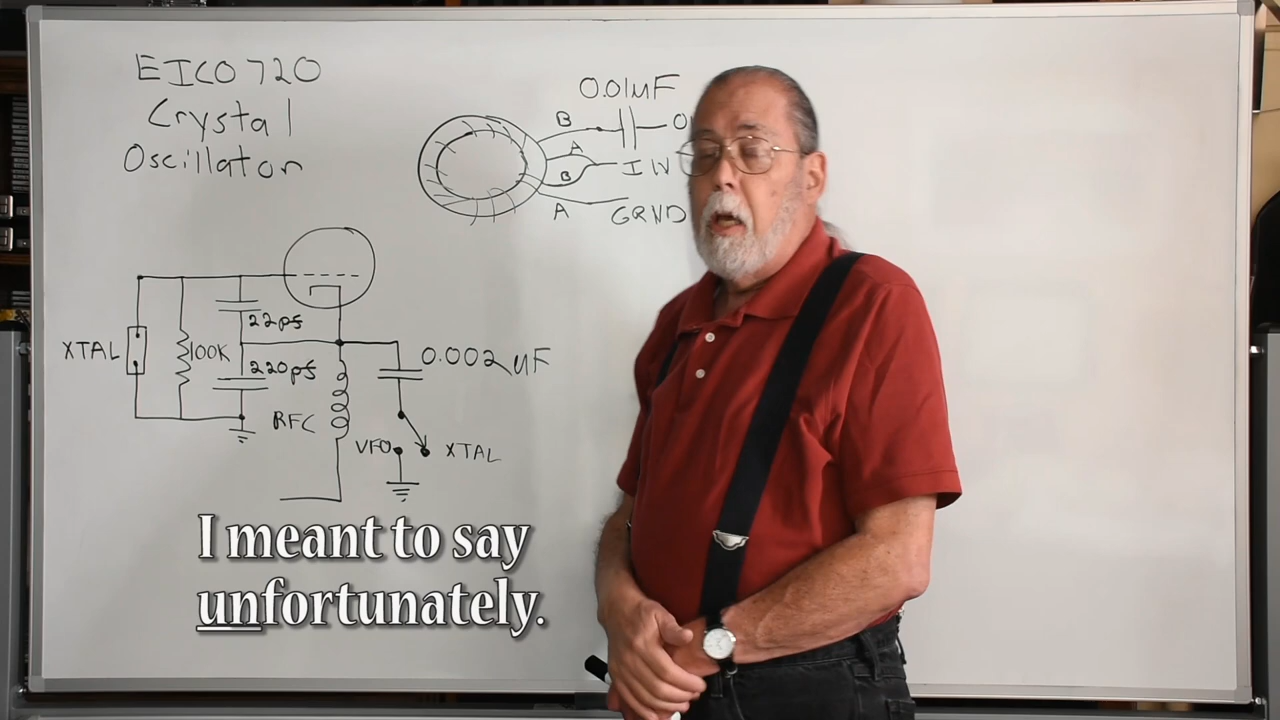 EICO 720
Crystal
Oscillator
0.01uF
B
A
IN
B
A
GRND
22pf
XTAL
100K
220pf
0.002uF
RFC
VFO
XTAL
I meant to say
unfortunately.